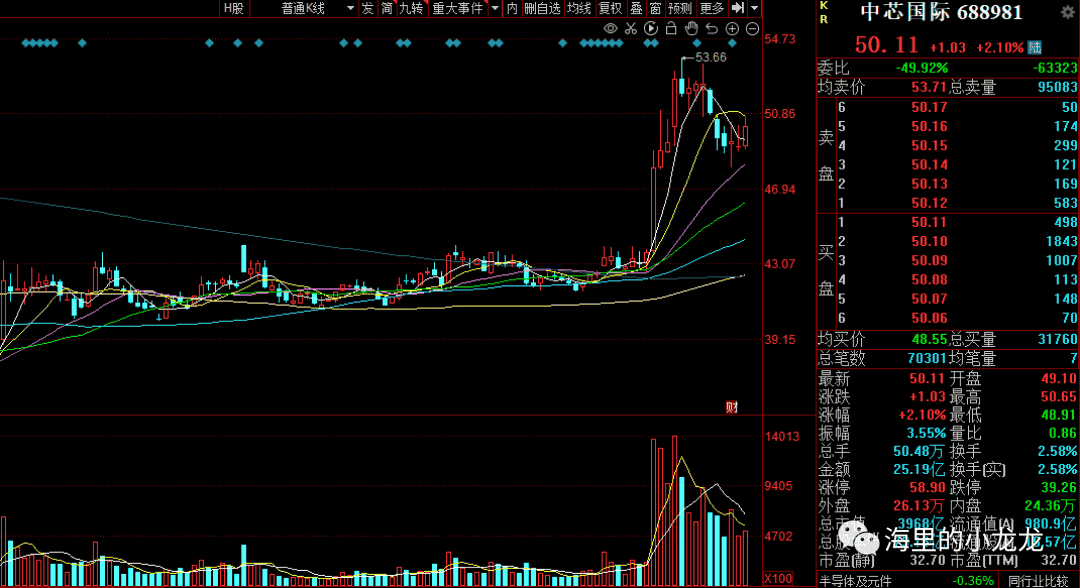 H股 普通K线 发 简 九转 重大事件 内 删自选 均线 复权 叠 窗 预测 更多
K
R
中芯国际 688981
50.11 +1.03 +2.10% 陆
54.73
53.66
50.86
46.94
43.07
39.15
财
14013
9405
4702
X100
委比 -49.92% -63323
均卖价 53.71 总卖量 95083
卖盘
6 50.17 50
5 50.16 174
4 50.15 299
3 50.14 121
2 50.13 169
1 50.12 583
买盘
1 50.11 498
2 50.10 1843
3 50.09 1007
4 50.08 113
5 50.07 148
6 50.06 70
均买价 48.55 总买量 31760
总笔数 70301 均笔量 7
最新 50.11 开盘 49.10
涨跌 +1.03 最高 50.65
涨幅 +2.10% 最低 48.91
振幅 3.55% 量比 0.86
总手 50.48万 换手 2.58%
金额 25.19亿 换手(实) 2.58%
涨停 58.90 跌停 39.26
外盘 26.13万 内盘 24.36万
总市值 3968亿 流通值(A) 980.9亿
海里的小龙龙
市盈(静) 32.70 市盈(TTM) 32.70
半导体及元件 -0.36% 同行业比较